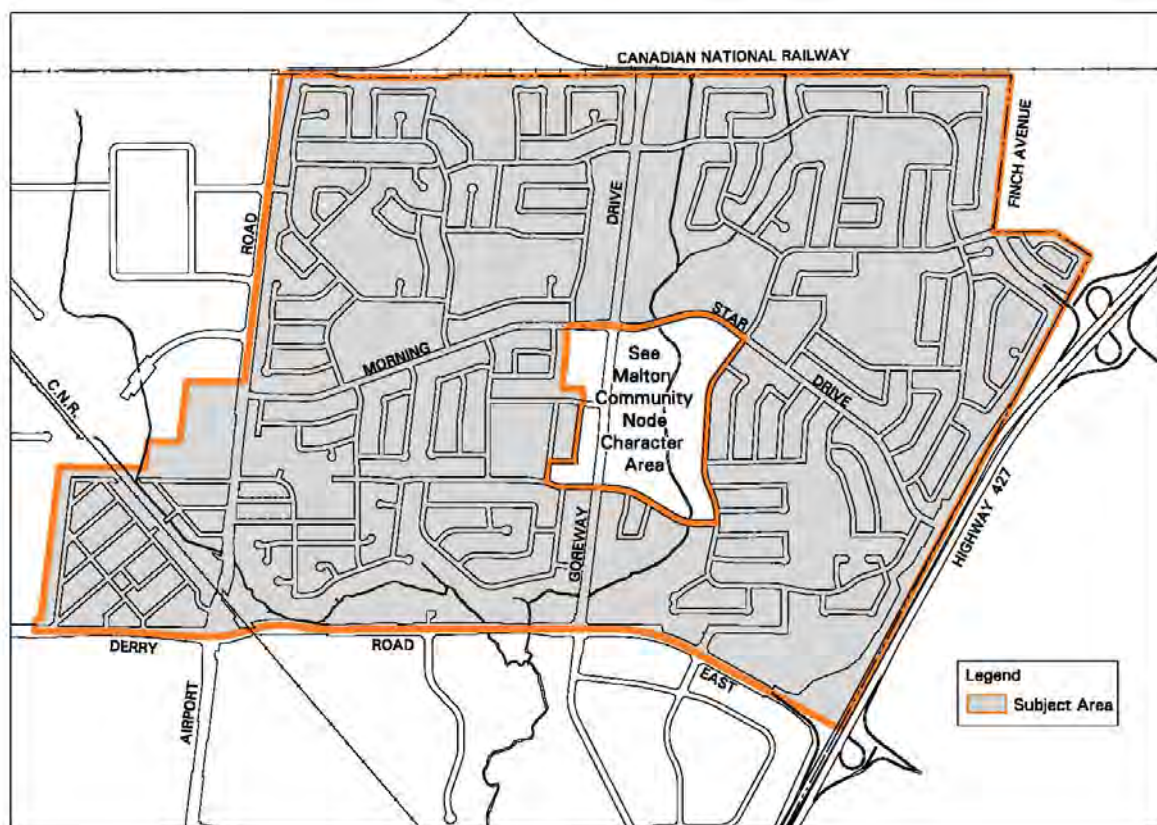 CANADIAN NATIONAL RAILWAY
FINCH AVENUE
DRIVE
ROAD
STAR
MORNING
See
Malton
Community
Node
Character
Area
DRIVE
C.N.R.
HIGHWAY 427
GOREWAY
DERRY
ROAD
EAST
AIRPORT
Legend
Subject Area